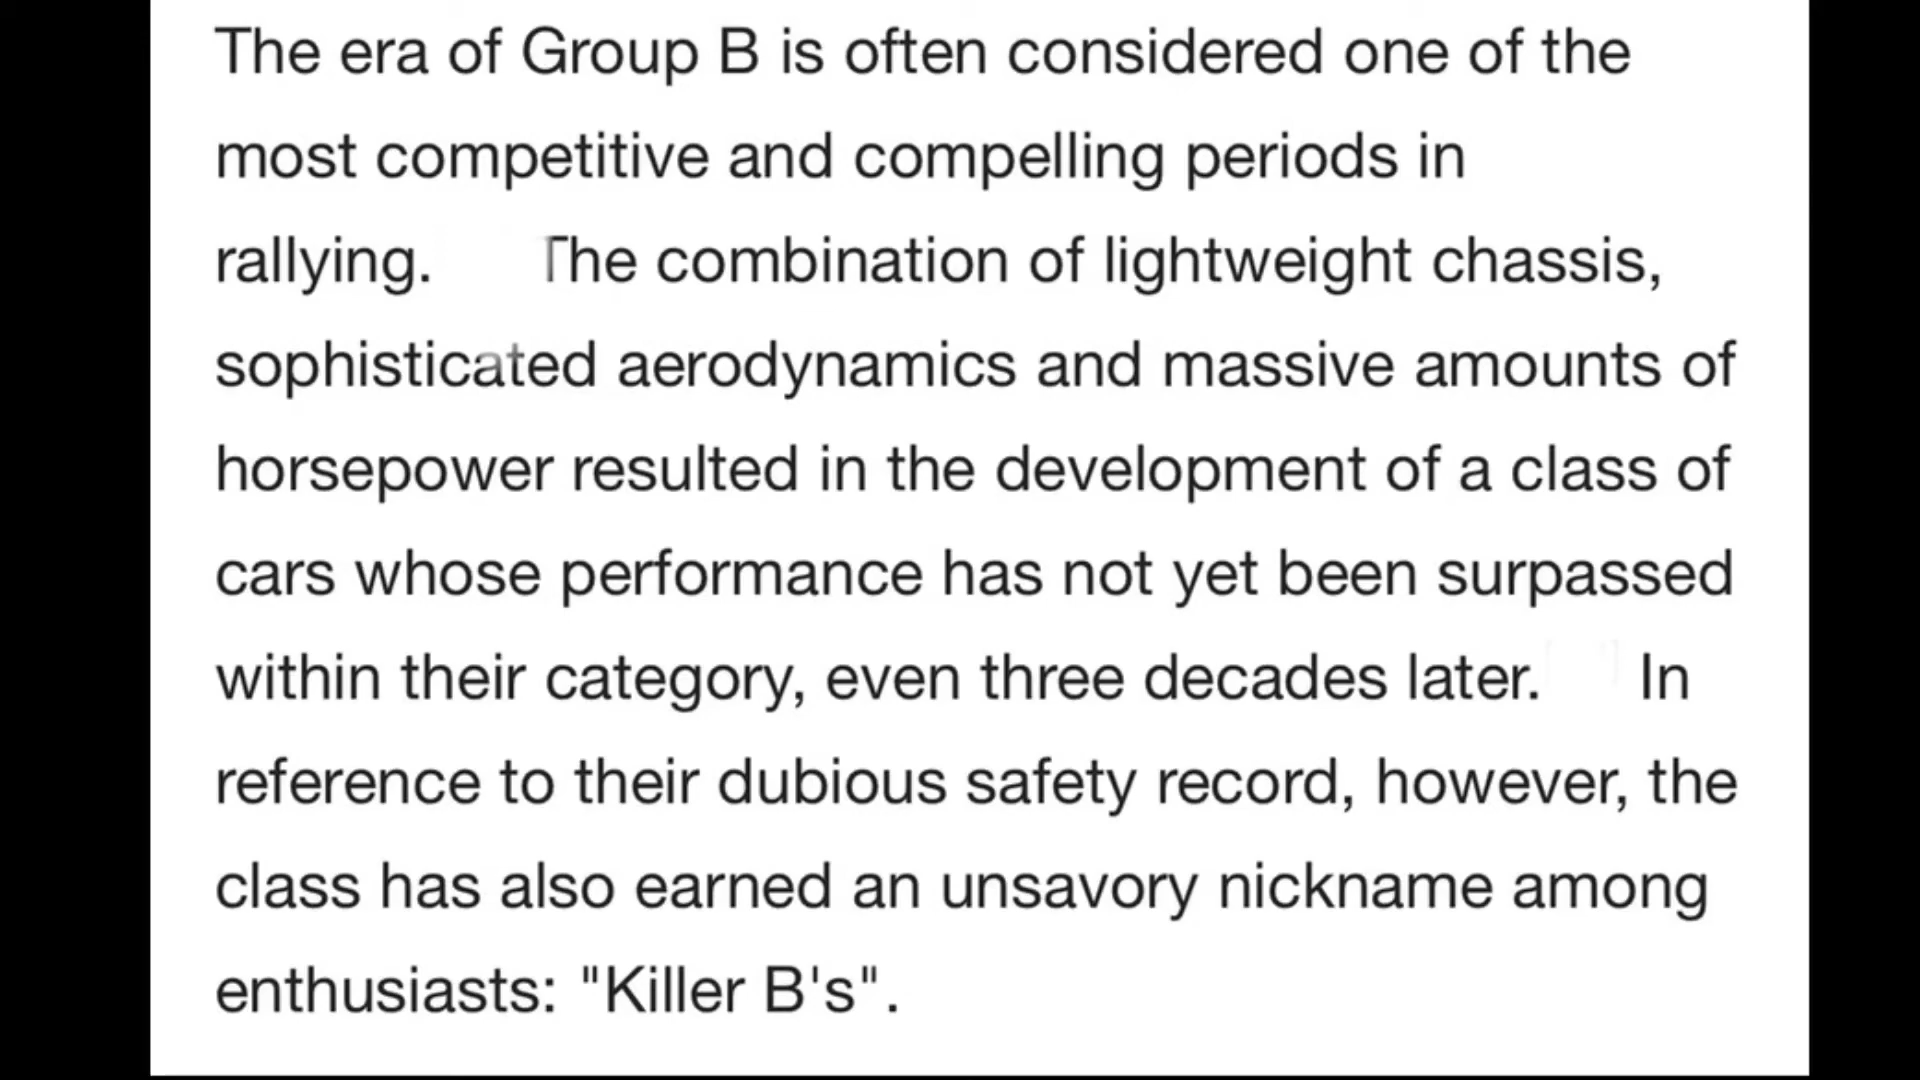 The era of Group B is often considered one of the
most competitive and compelling periods in
rallying. The combination of lightweight chassis,
sophisticated aerodynamics and massive amounts of
horsepower resulted in the development of a class of
cars whose performance has not yet been surpassed
within their category, even three decades later. In
reference to their dubious safety record, however, the
class has also earned an unsavory nickname among
enthusiasts: "Killer B's".